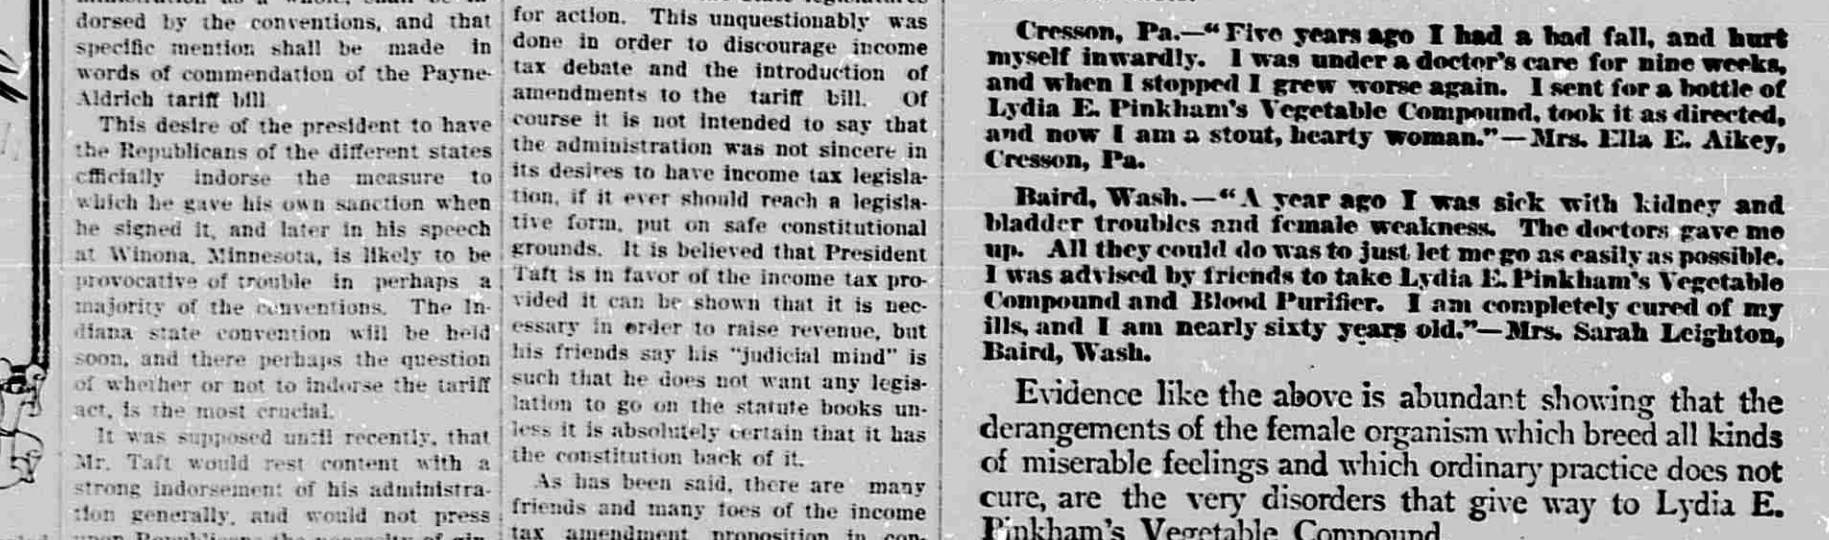 dorsed by the conventions, and that
specific mention shall be made in
words of commendation of the Payne-
Aldrich tariff bill
This desire of the president to have
the Republicans of the different states
officially indorse the measure to
which he gave his own sanction when
he signed it, and later in his speech
at Winona, Minnesota, is likely to be
provocative of trouble in perhaps a
majority of the conventions. The In-
diana state convention will be held
soon, and there perhaps the question
of whether or not to indorse the tariff
act, is the most crucial.
It was supposed until recently, that
Mr. Taft would rest content with a
strong indorsement of his administra-
tion generally, and would not press
for action. This unquestionably was
done in order to discourage income
tax debate and the introduction of
amendments to the tariff bill. Of
course it is not intended to say that
the administration was not sincere in
its desires to have income tax legisla-
tion, if it ever should reach a legisla-
tive form, put on safe constitutional
grounds. It is believed that President
Taft is in favor of the income tax pro-
vided it can be shown that it is nec-
essary in order to raise revenue, but
his friends say his "judicial mind" is
such that he does not want any legis-
lation to go on the statute books un-
less it is absolutely certain that it has
the constitution back of it.
As has been said, there are many
friends and many foes of the income
tax amendment proposition in con-
Cresson, Pa.—"Five years ago I had a bad fall, and hurt
myself inwardly. I was under a doctor's care for nine weeks,
and when I stopped I grew worse again. I sent for a bottle of
Lydia E. Pinkham's Vegetable Compound, took it as directed,
and now I am a stout, hearty woman."—Mrs. Ella E. Aikey,
Cresson, Pa.
Baird, Wash.—"A year ago I was sick with kidney and
bladder troubles and female weakness. The doctors gave me
up. All they could do was to just let me go as easily as possible.
I was advised by friends to take Lydia E. Pinkham's Vegetable
Compound and Blood Purifier. I am completely cured of my
ills, and I am nearly sixty years old."—Mrs. Sarah Leighton,
Baird, Wash.
Evidence like the above is abundant showing that the
derangements of the female organism which breed all kinds
of miserable feelings and which ordinary practice does not
cure, are the very disorders that give way to Lydia E.
Pinkham's Vegetable Compound.